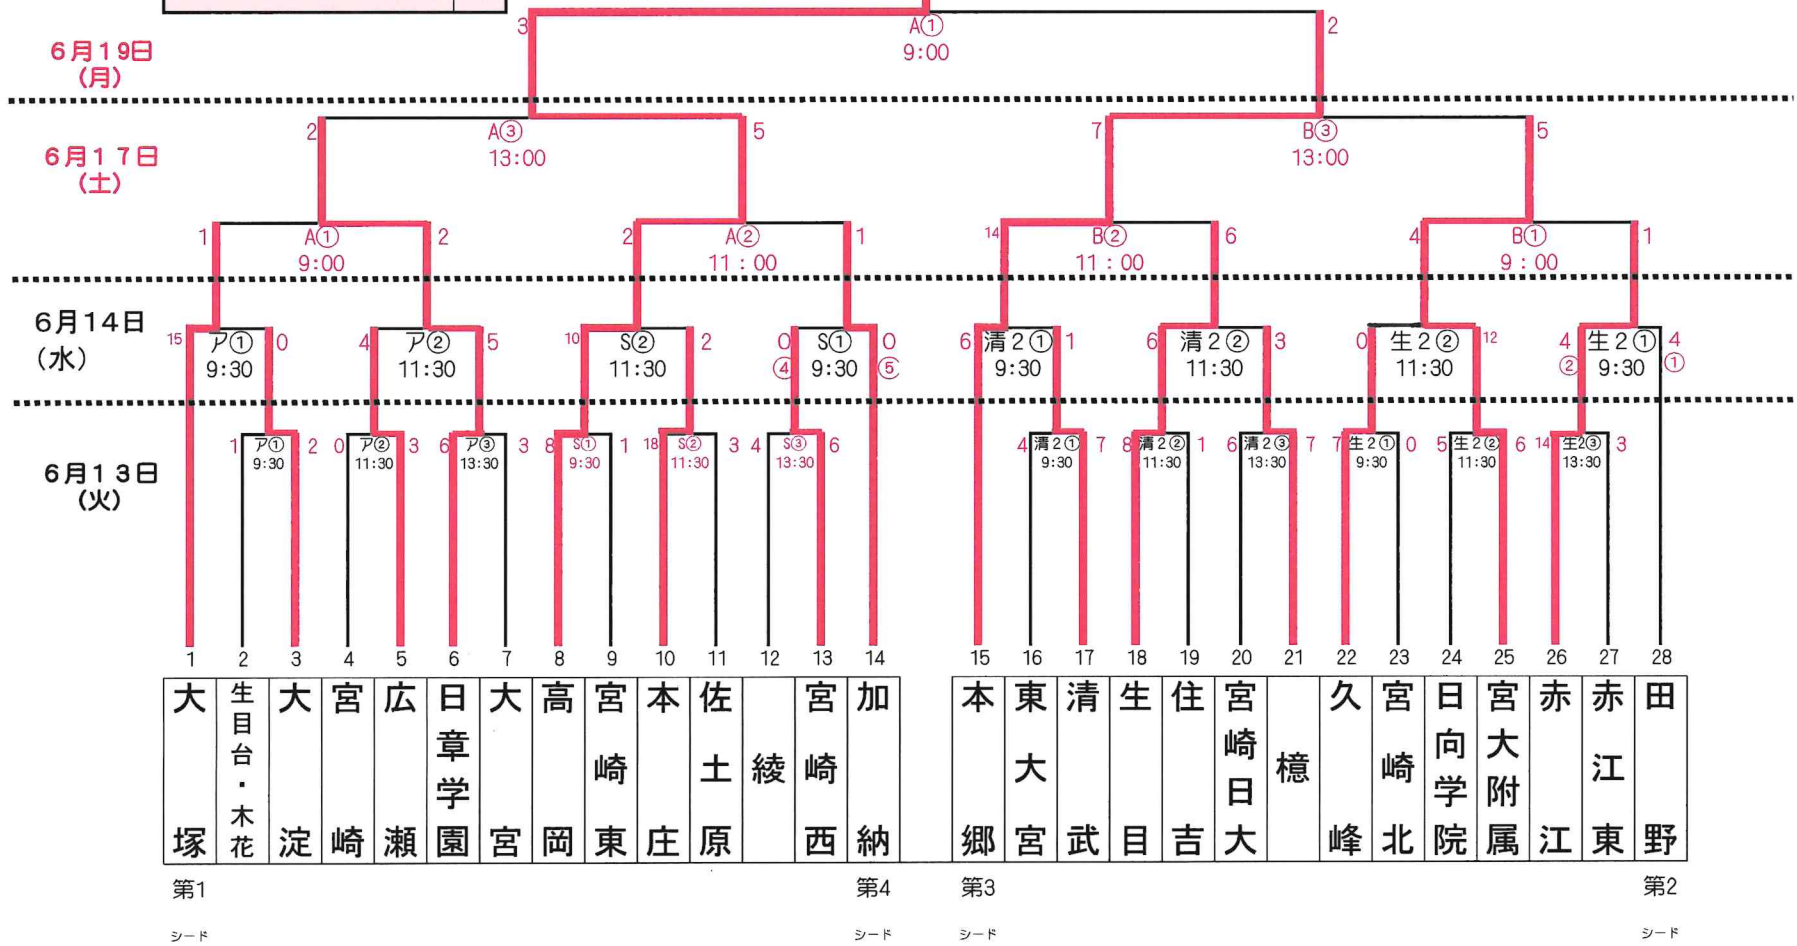 3 A① 2
9:00
6月19日
(月)
2 A③ 5 7 B③ 5
13:00 13:00
6月17日
(土)
1 A① 2 2 A② 1 14 B② 6 4 B① 1
9:00 11:00 11:00 9:00
6月14日
(水)
15 ア① 0 4 ア② 5 10 S② 2 0 S① 0 6 清2① 1 6 清2② 3 0 生2② 12 4 生2① 4
9:30 11:30 11:30 ④ 9:30 ⑤ 9:30 11:30 11:30 ② 9:30 ①
1 ア① 2 0 ア② 3 6 ア③ 3 8 S① 1 18 S② 3 4 S③ 6 4 清2① 7 8 清2② 1 6 清2③ 7 7 生2① 0 5 生2② 6 14 生2③ 3
9:30 11:30 13:30 9:30 11:30 13:30 9:30 11:30 13:30 9:30 11:30 13:30
6月13日
(火)
1 2 3 4 5 6 7 8 9 10 11 12 13 14 15 16 17 18 19 20 21 22 23 24 25 26 27 28
大塚
生目台・木花
大淀
宮崎
広瀬
日章学園
大宮
高岡
宮崎東
本庄
佐土原
綾
宮崎西
加納
本郷
東大宮
清武
生目
住吉
宮崎日大
檍
久峰
宮崎北
日向学院
宮大附属
赤江
赤江東
田野
第1 第4 第3 第2
シード シード シード シード